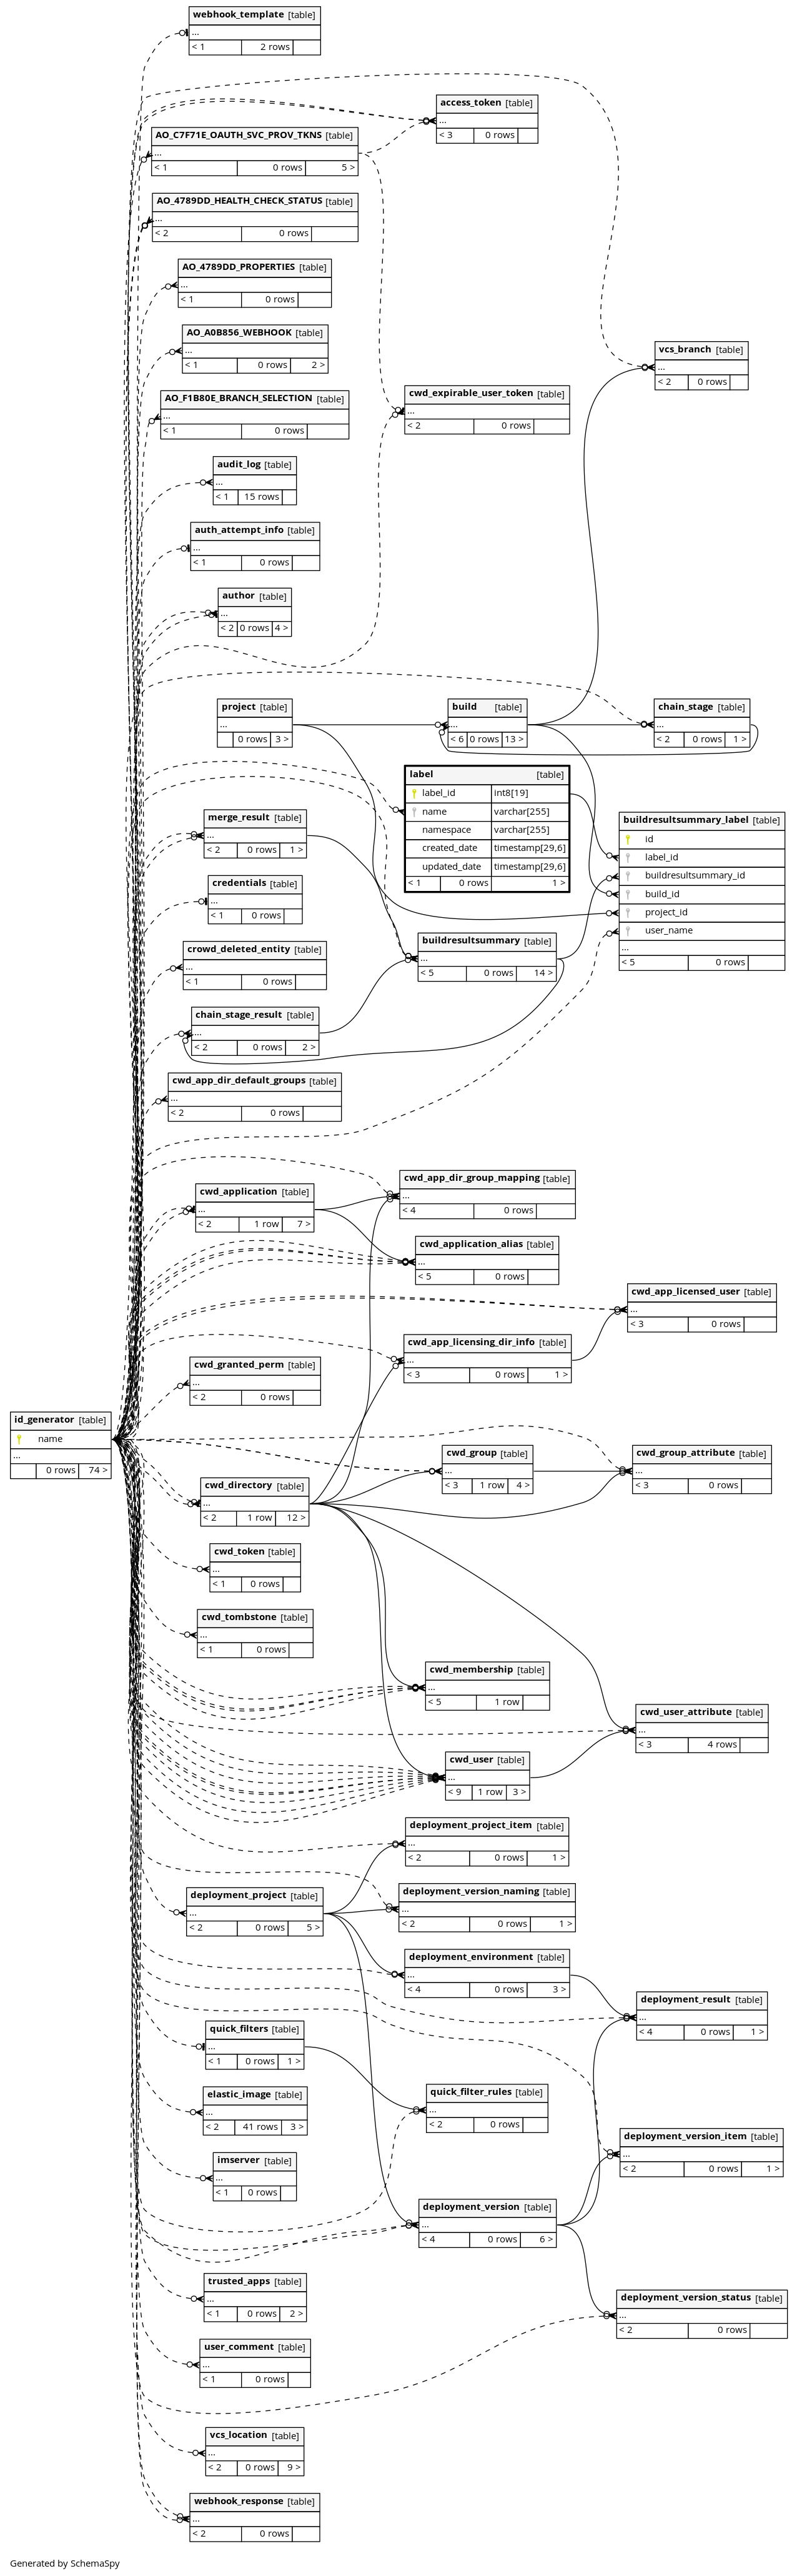 webhook_template [table]
...
< 1 2 rows
access_token [table]
...
< 3 0 rows
AO_C7F71E_OAUTH_SVC_PROV_TKNS [table]
...
< 1 0 rows 5 >
AO_4789DD_HEALTH_CHECK_STATUS [table]
...
< 2 0 rows
AO_4789DD_PROPERTIES [table]
...
< 1 0 rows
AO_A0B856_WEBHOOK [table]
...
< 1 0 rows 2 >
vcs_branch [table]
...
< 2 0 rows
AO_F1B80E_BRANCH_SELECTION [table]
...
< 1 0 rows
cwd_expirable_user_token [table]
...
< 2 0 rows
audit_log [table]
...
< 1 15 rows
auth_attempt_info [table]
...
< 1 0 rows
author [table]
...
< 2 0 rows 4 >
project [table]
...
0 rows 3 >
build [table]
...
< 6 0 rows 13 >
chain_stage [table]
...
< 2 0 rows 1 >
label [table]
label_id int8[19]
name varchar[255]
namespace varchar[255]
created_date timestamp[29,6]
updated_date timestamp[29,6]
< 1 0 rows 1 >
merge_result [table]
...
< 2 0 rows 1 >
buildresultsummary_label [table]
id
label_id
buildresultsummary_id
build_id
project_id
user_name
...
< 5 0 rows
credentials [table]
...
< 1 0 rows
crowd_deleted_entity [table]
...
< 1 0 rows
buildresultsummary [table]
...
< 5 0 rows 14 >
chain_stage_result [table]
...
< 2 0 rows 2 >
cwd_app_dir_default_groups [table]
...
< 2 0 rows
cwd_app_dir_group_mapping [table]
...
< 4 0 rows
cwd_application [table]
...
< 2 1 row 7 >
cwd_application_alias [table]
...
< 5 0 rows
cwd_app_licensed_user [table]
...
< 3 0 rows
cwd_app_licensing_dir_info [table]
...
< 3 0 rows 1 >
cwd_granted_perm [table]
...
< 2 0 rows
id_generator [table]
name
...
0 rows 74 >
cwd_group [table]
...
< 3 1 row 4 >
cwd_group_attribute [table]
...
< 3 0 rows
cwd_directory [table]
...
< 2 1 row 12 >
cwd_token [table]
...
< 1 0 rows
cwd_tombstone [table]
...
< 1 0 rows
cwd_membership [table]
...
< 5 1 row
cwd_user_attribute [table]
...
< 3 4 rows
cwd_user [table]
...
< 9 1 row 3 >
deployment_project_item [table]
...
< 2 0 rows 1 >
deployment_project [table]
...
< 2 0 rows 5 >
deployment_version_naming [table]
...
< 2 0 rows 1 >
deployment_environment [table]
...
< 4 0 rows 3 >
deployment_result [table]
...
< 4 0 rows 1 >
quick_filters [table]
...
< 1 0 rows 1 >
elastic_image [table]
...
< 2 41 rows 3 >
quick_filter_rules [table]
...
< 2 0 rows
imserver [table]
...
< 1 0 rows
deployment_version_item [table]
...
< 2 0 rows 1 >
deployment_version [table]
...
< 4 0 rows 6 >
trusted_apps [table]
...
< 1 0 rows 2 >
deployment_version_status [table]
...
< 2 0 rows
user_comment [table]
...
< 1 0 rows
vcs_location [table]
...
< 2 0 rows 9 >
webhook_response [table]
...
< 2 0 rows
Generated by SchemaSpy